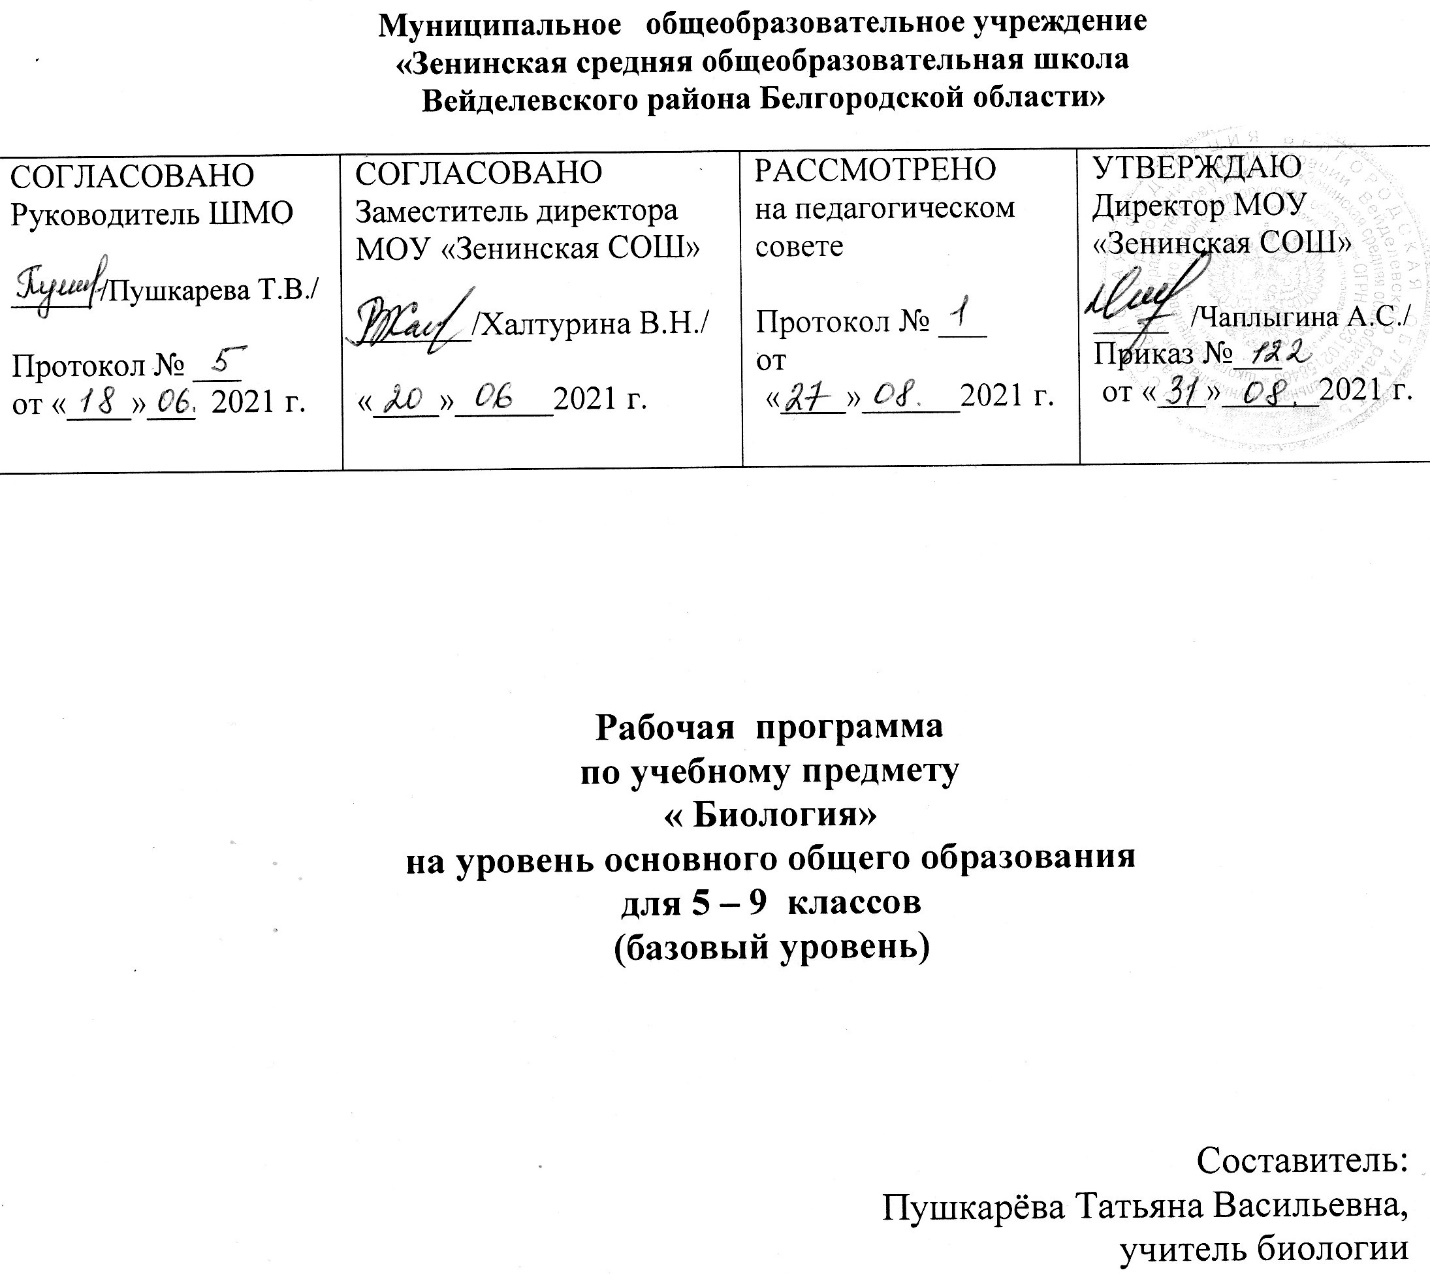 Муниципальное общеобразовательное учреждение
«Зенинская средняя общеобразовательная школа
Вейделевского района Белгородской области»
СОГЛАСОВАНО
Руководитель ШМО
/Пушкарева Т.В./
Протокол № 5
от «18» 06. 2021 г.
СОГЛАСОВАНО
Заместитель директора
МОУ «Зенинская СОШ»
/Халтурина В.Н./
«20» 06 2021 г.
РАССМОТРЕНО
на педагогическом
совете
Протокол № 1
от
«27» 08. 2021 г.
УТВЕРЖДАЮ
Директор МОУ
«Зенинская СОШ»
/Чаплыгина А.С./
Приказ № 122
от «31» 08. 2021 г.
Рабочая программа
по учебному предмету
« Биология»
на уровень основного общего образования
для 5 – 9 классов
(базовый уровень)
Составитель:
Пушкарёва Татьяна Васильевна,
учитель биологии